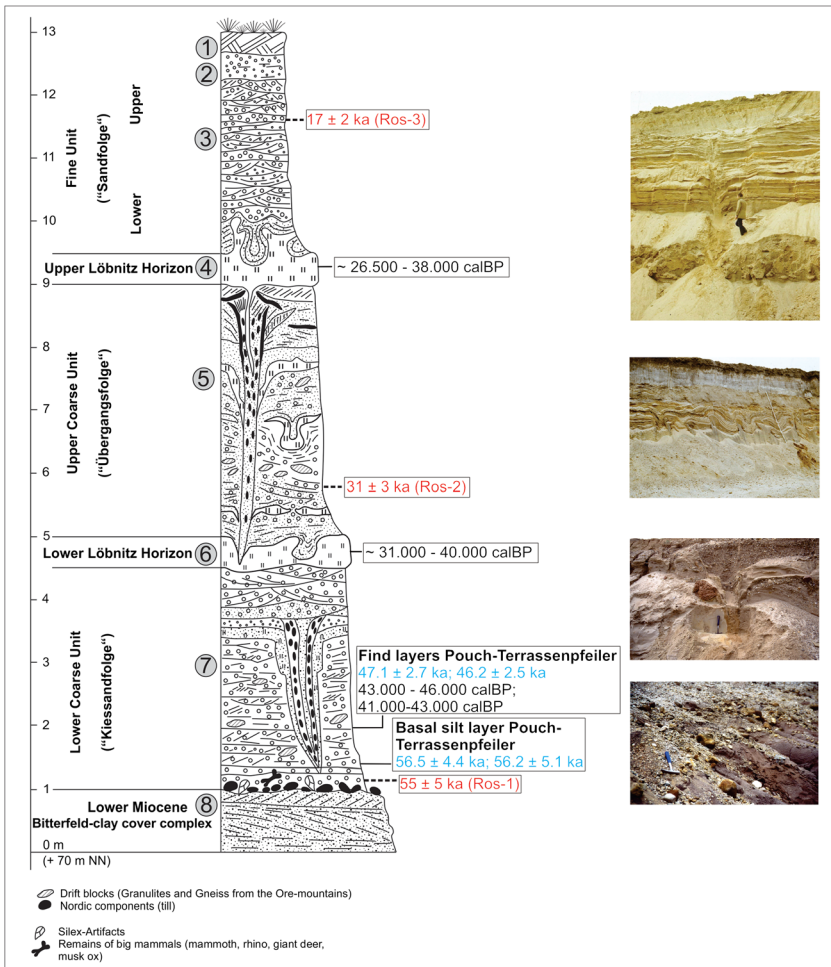 13
12
11
10
9
8
7
6
5
4
3
2
1
0 m
(+ 70 m NN)
Fine Unit
(“Sandfolge“)
Upper
Lower
Upper Löbnitz Horizon
Upper Coarse Unit
(“Übergangsfolge“)
Lower Löbnitz Horizon
Lower Coarse Unit
(“Kiessandfolge“)
Lower Miocene
Bitterfeld-clay cover complex
1
2
3
4
5
6
7
8
17 ± 2 ka (Ros-3)
~ 26.500 - 38.000 calBP
31 ± 3 ka (Ros-2)
~ 31.000 - 40.000 calBP
Find layers Pouch-Terrassenpfeiler
47.1 ± 2.7 ka; 46.2 ± 2.5 ka
43.000 - 46.000 calBP;
41.000-43.000 calBP
Basal silt layer Pouch-
Terrassenpfeiler
56.5 ± 4.4 ka; 56.2 ± 5.1 ka
55 ± 5 ka (Ros-1)
Drift blocks (Granulites and Gneiss from the Ore-mountains)
Nordic components (till)
Silex-Artifacts
Remains of big mammals (mammoth, rhino, giant deer,
musk ox)